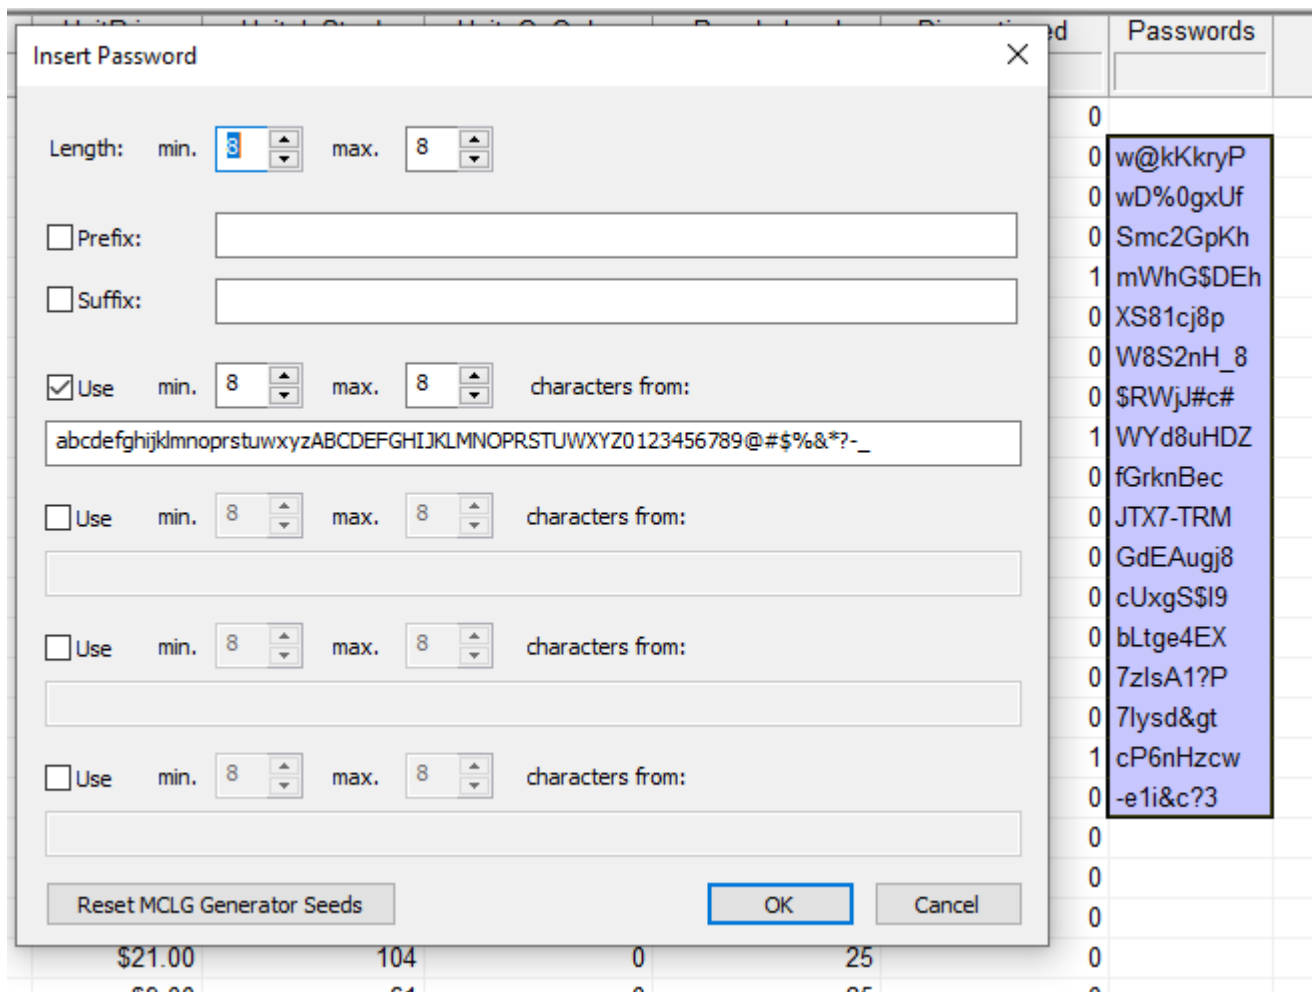 Passwords
Insert Password
Length: min. 8 max. 8
Prefix:
Suffix:
Use min. 8 max. 8 characters from:
abcdefghijklmnoprstuwxyzABCDEFGHIJKLMNOPRSTUWXYZ0123456789@#$%&*?-_
Use min. 8 max. 8 characters from:
Use min. 8 max. 8 characters from:
Use min. 8 max. 8 characters from:
Reset MCLG Generator Seeds OK Cancel
0
0 w@kKkryP
0 wD%0gxUf
0 Smc2GpKh
1 mWhG$DEh
0 XS81cj8p
0 W8S2nH_8
0 $RWjJ#c#
1 WYd8uHDZ
0 fGrknBec
0 JTX7-TRM
0 GdEAugj8
0 cUxgS$I9
0 bLtge4EX
0 7zIsA1?P
0 7lysd&gt
1 cP6nHzcw
0 -e1i&c?3
0
0
0
$21.00 104 0 25 0